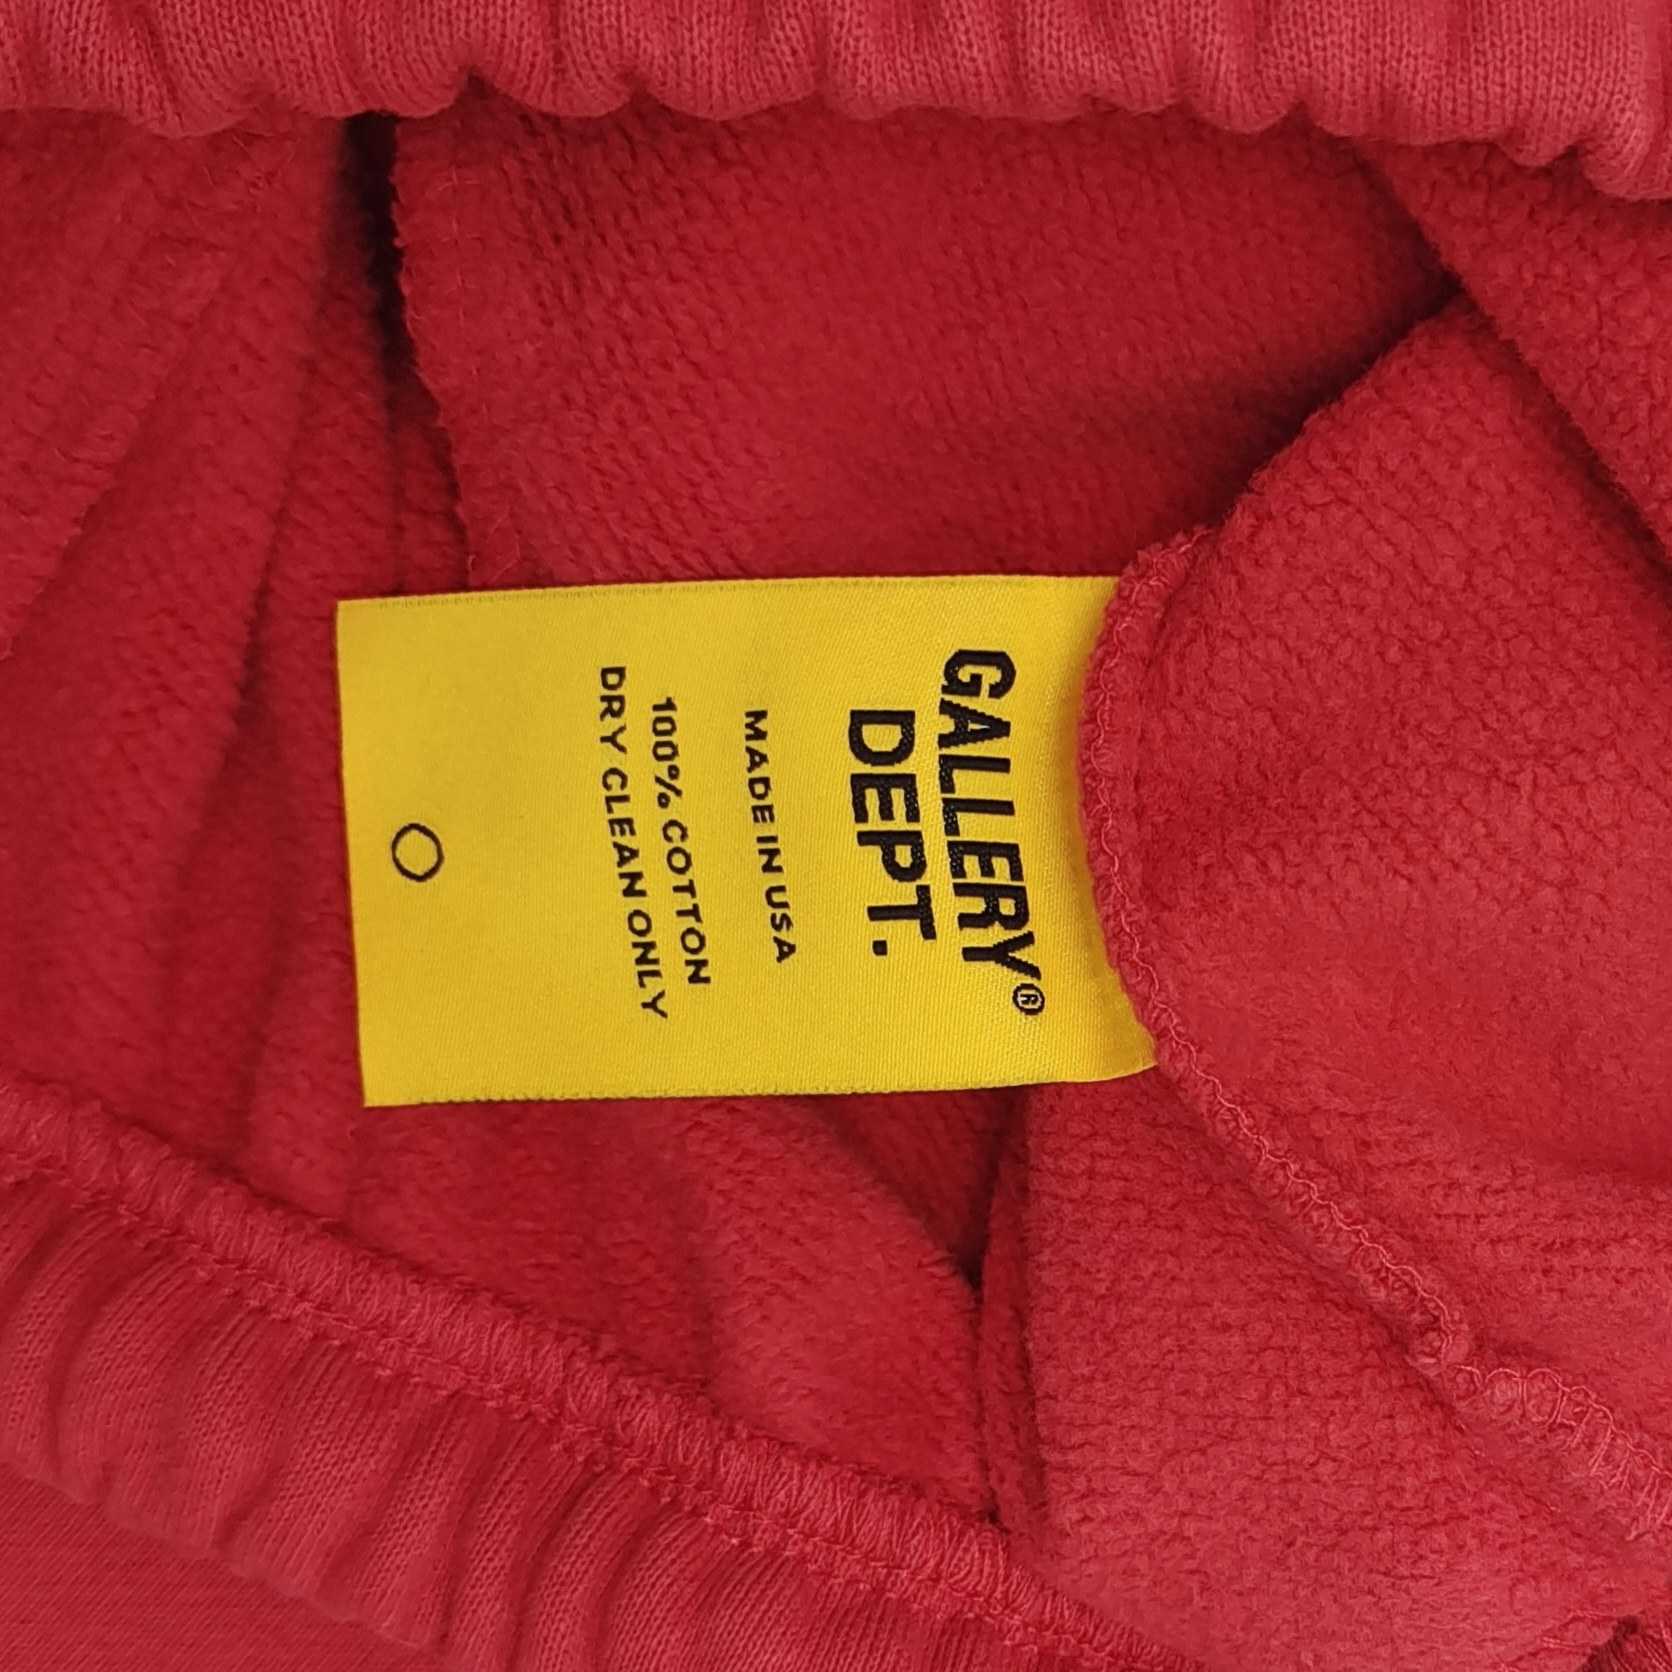 GALLERY®
DEPT.
MADE IN USA
100% COTTON
DRY CLEAN ONLY